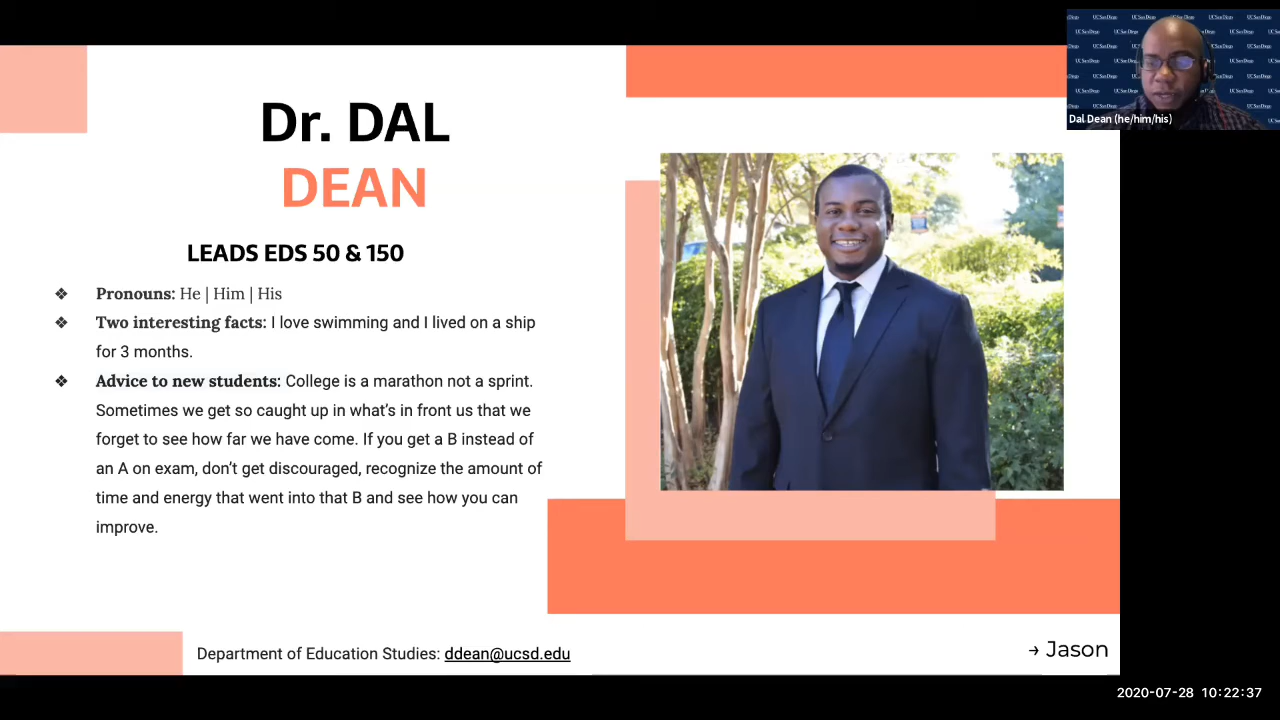 Dr. DAL
DEAN
LEADS EDS 50 & 150
❖ Pronouns: He | Him | His
❖ Two interesting facts: I love swimming and I lived on a ship
for 3 months.
❖ Advice to new students: College is a marathon not a sprint.
Sometimes we get so caught up in what's in front us that we
forget to see how far we have come. If you get a B instead of
an A on exam, don't get discouraged, recognize the amount of
time and energy that went into that B and see how you can
improve.
Department of Education Studies: ddean@ucsd.edu
→ Jason
UC San Diego
Dal Dean (he/him/his)
2020-07-28 10:22:37